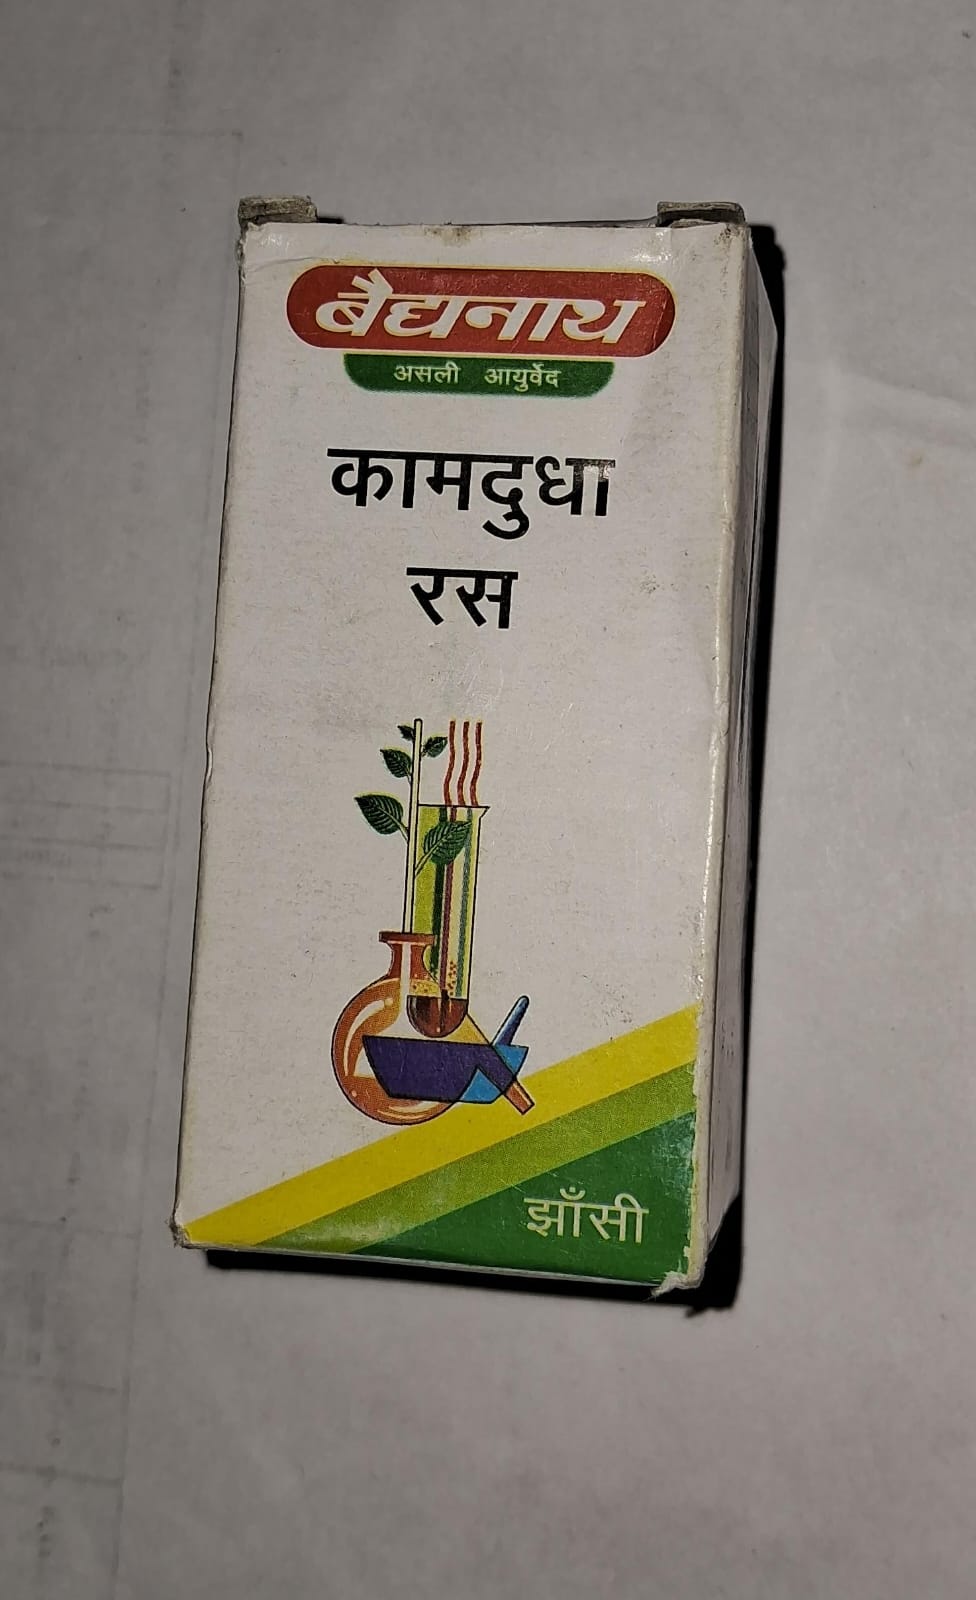 बैद्यनाथ
असली आयुर्वेद
कामदुधा
रस
झाँसी